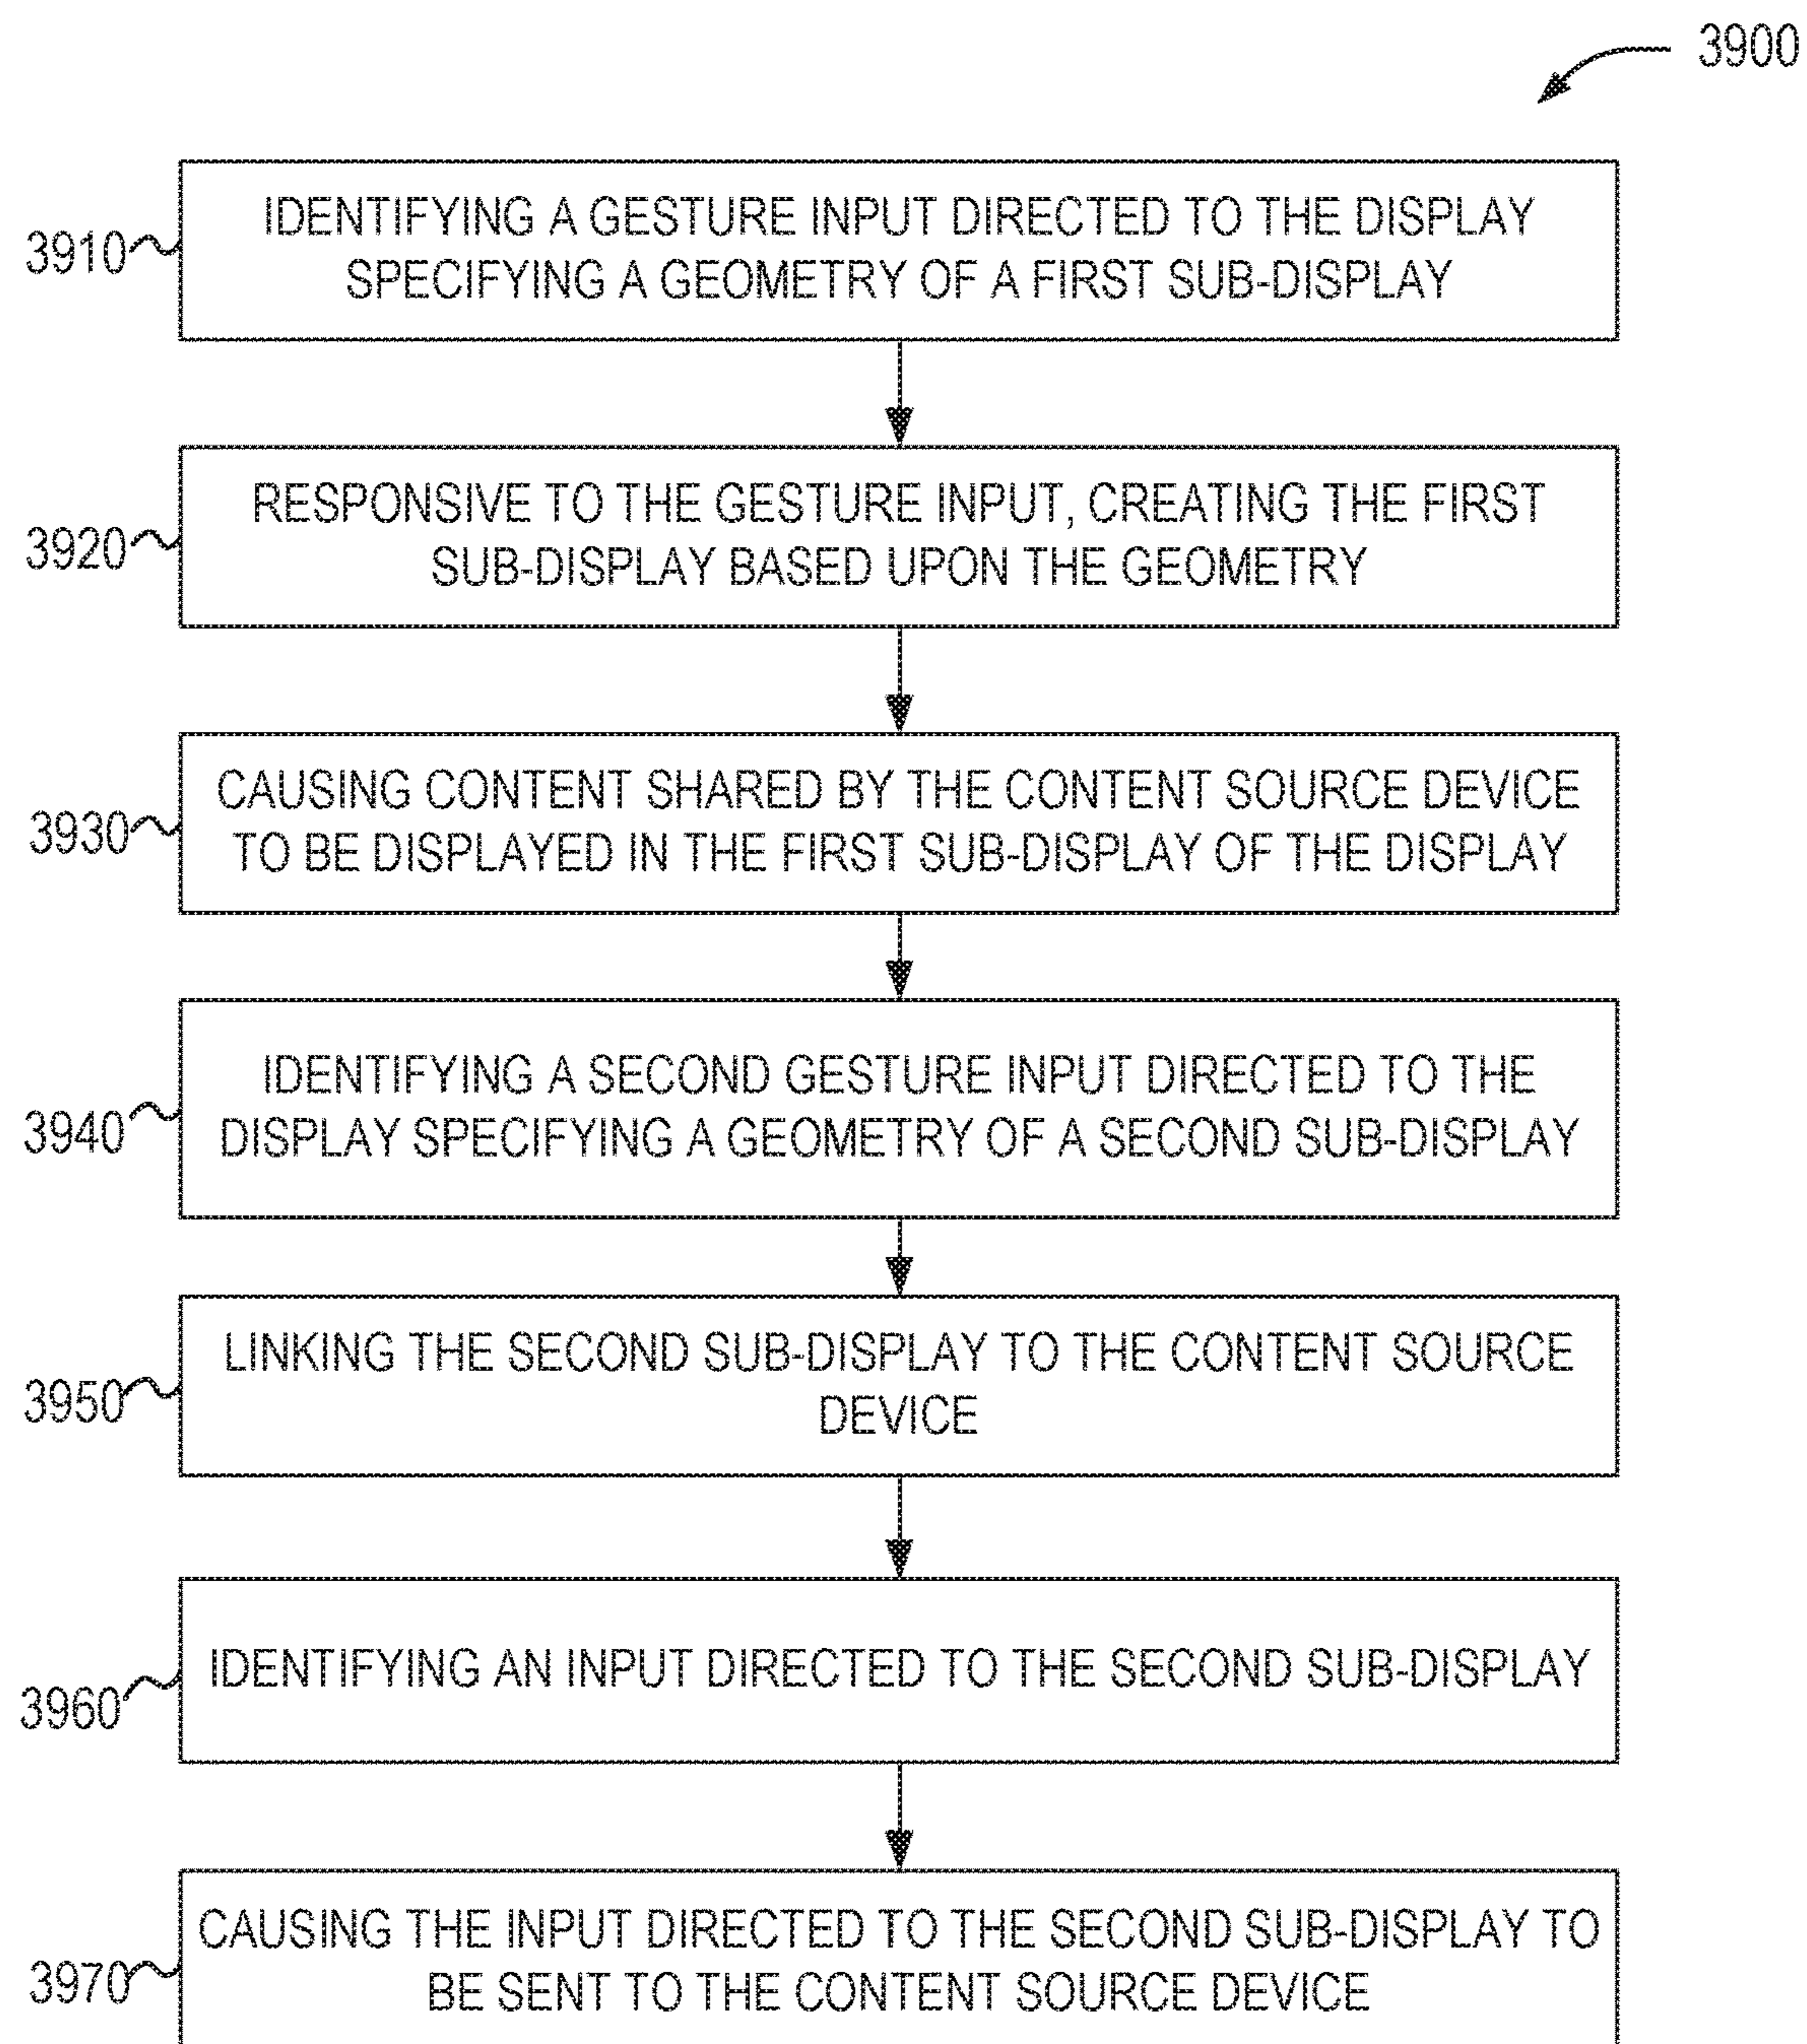 3900
IDENTIFYING A GESTURE INPUT DIRECTED TO THE DISPLAY
SPECIFYING A GEOMETRY OF A FIRST SUB-DISPLAY
3910
RESPONSIVE TO THE GESTURE INPUT, CREATING THE FIRST
SUB-DISPLAY BASED UPON THE GEOMETRY
3920
CAUSING CONTENT SHARED BY THE CONTENT SOURCE DEVICE
TO BE DISPLAYED IN THE FIRST SUB-DISPLAY OF THE DISPLAY
3930
IDENTIFYING A SECOND GESTURE INPUT DIRECTED TO THE
DISPLAY SPECIFYING A GEOMETRY OF A SECOND SUB-DISPLAY
3940
LINKING THE SECOND SUB-DISPLAY TO THE CONTENT SOURCE
DEVICE
3950
IDENTIFYING AN INPUT DIRECTED TO THE SECOND SUB-DISPLAY
3960
CAUSING THE INPUT DIRECTED TO THE SECOND SUB-DISPLAY TO
BE SENT TO THE CONTENT SOURCE DEVICE
3970